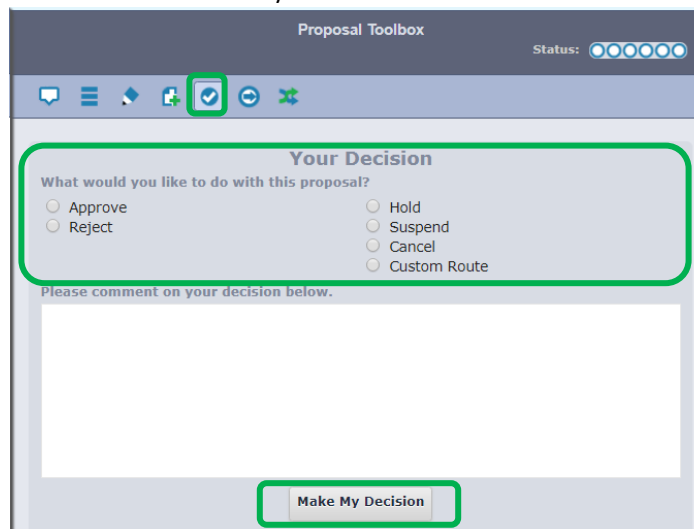 Proposal Toolbox
Status:
Your Decision
What would you like to do with this proposal?
Approve
Reject
Hold
Suspend
Cancel
Custom Route
Please comment on your decision below.
Make My Decision